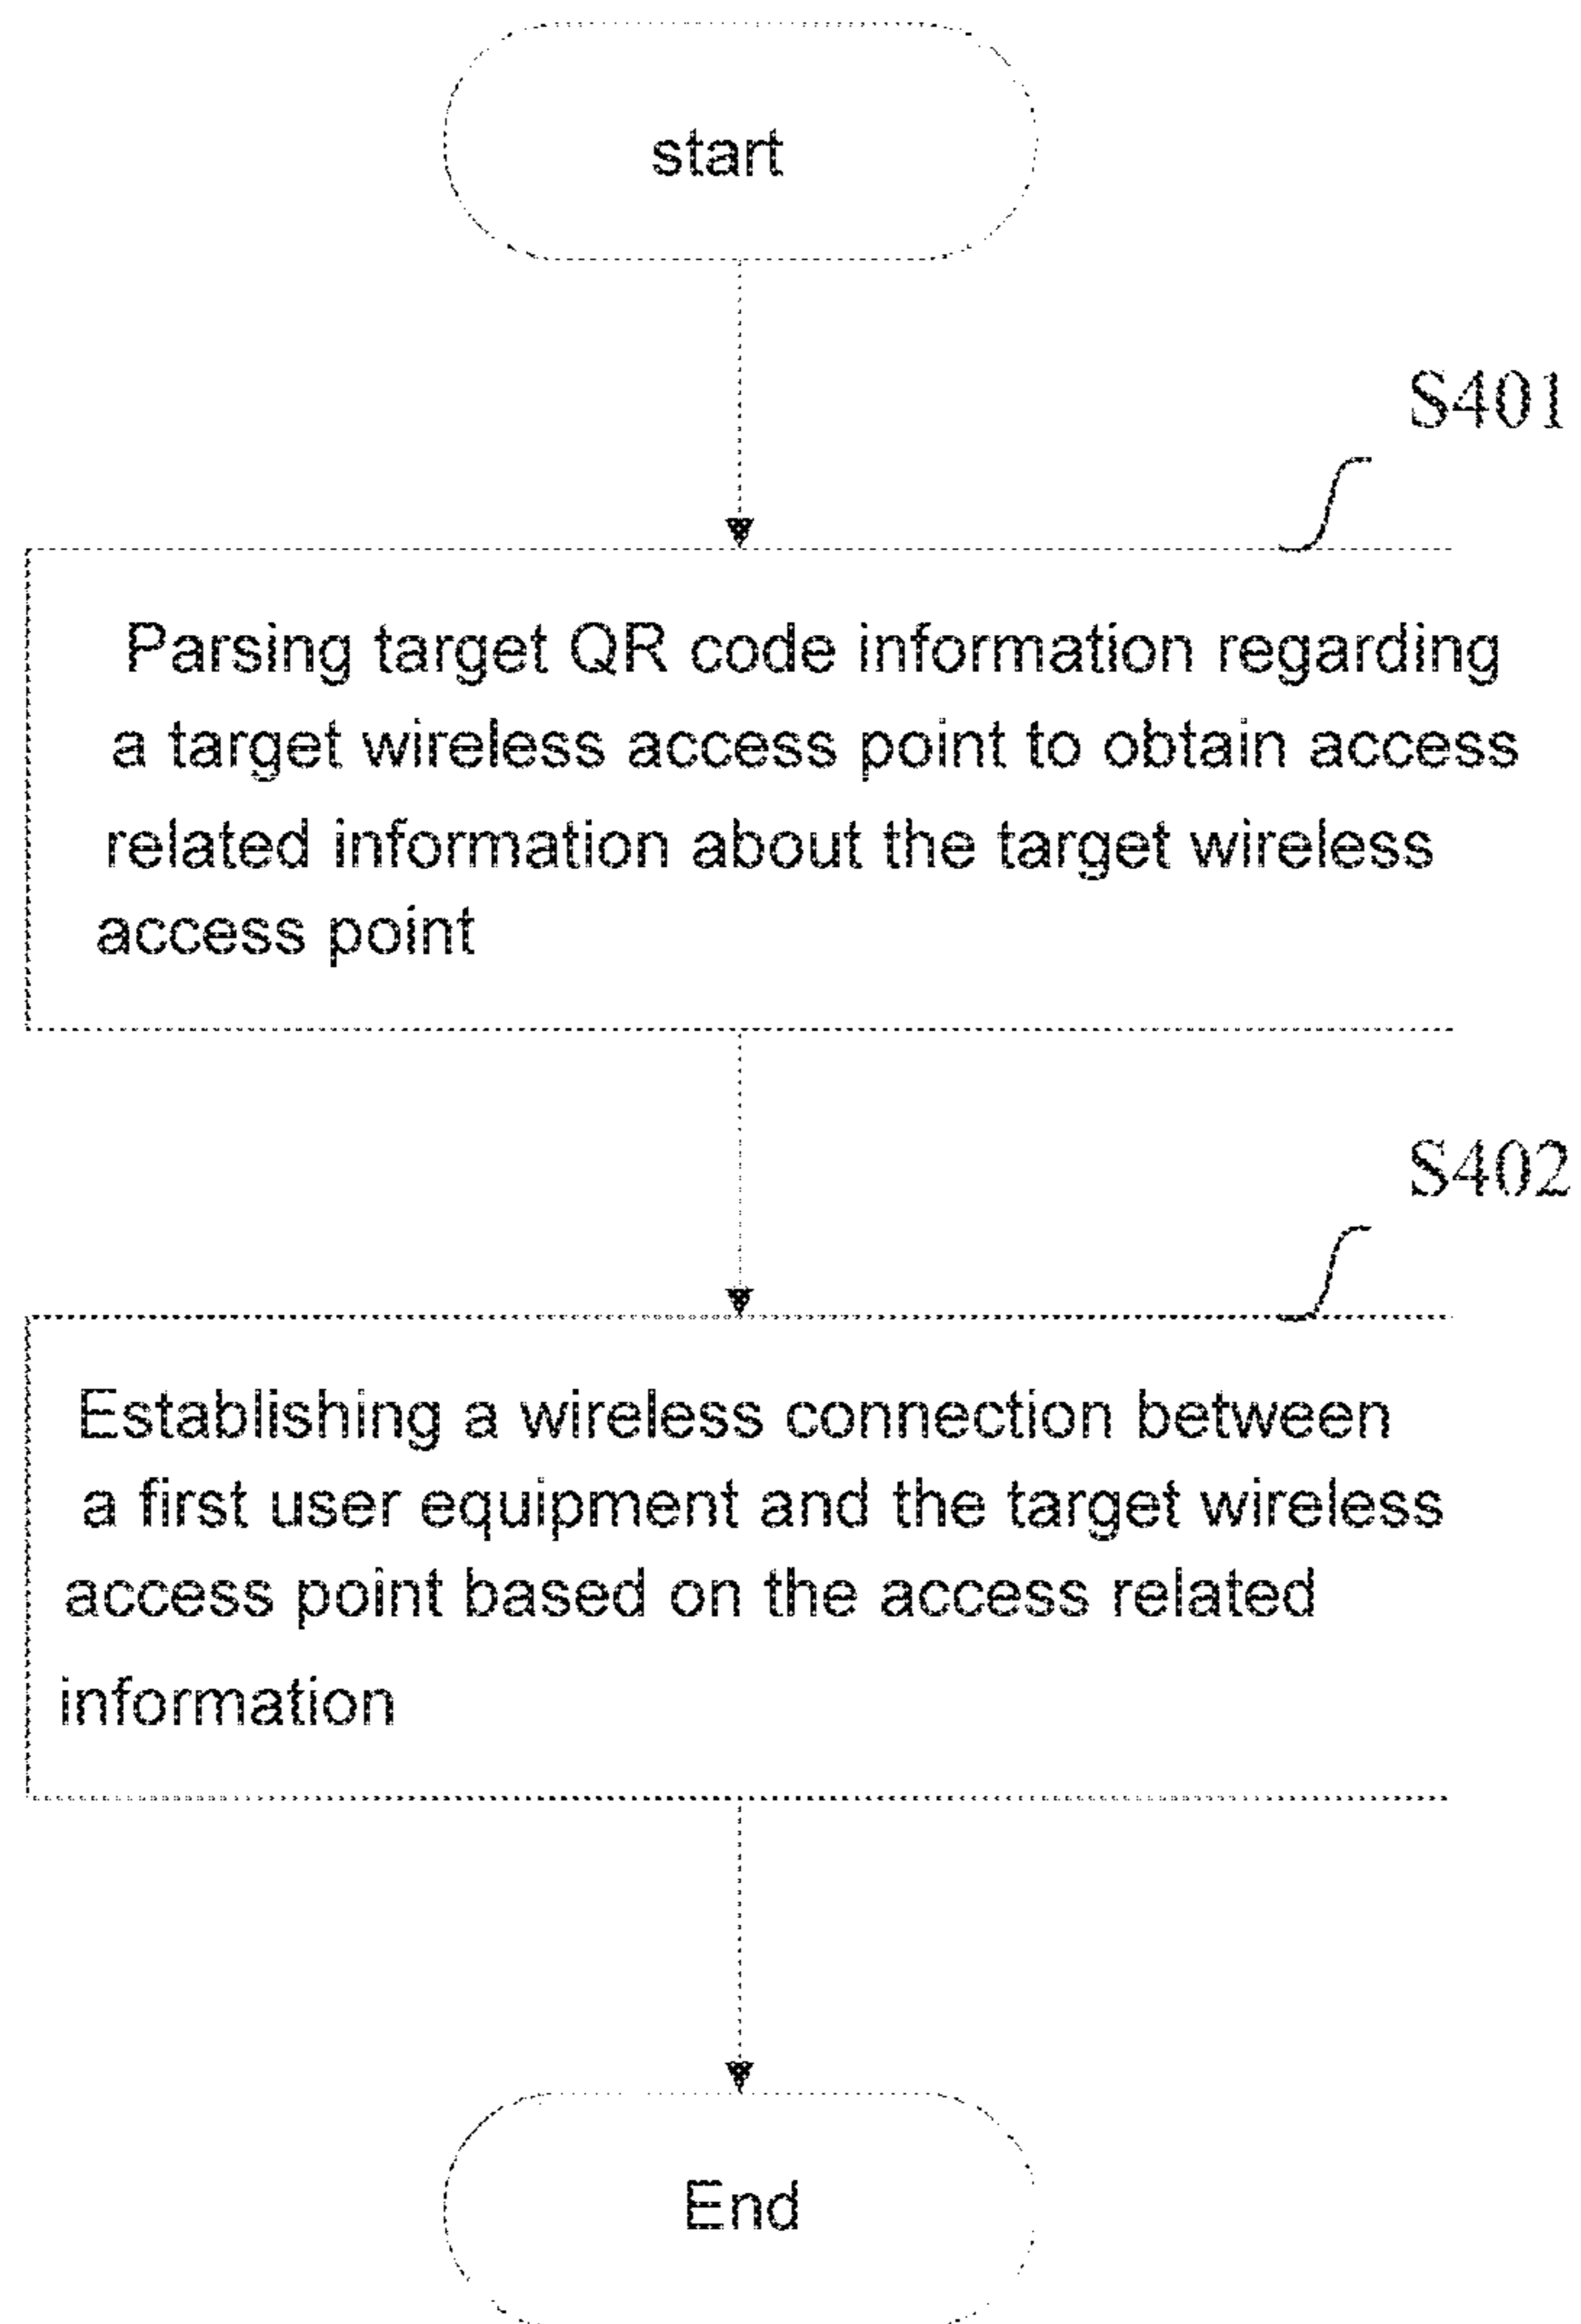 start
S401
Parsing target QR code information regarding
a target wireless access point to obtain access
related information about the target wireless
access point
S402
Establishing a wireless connection between
a first user equipment and the target wireless
access point based on the access related
information
End